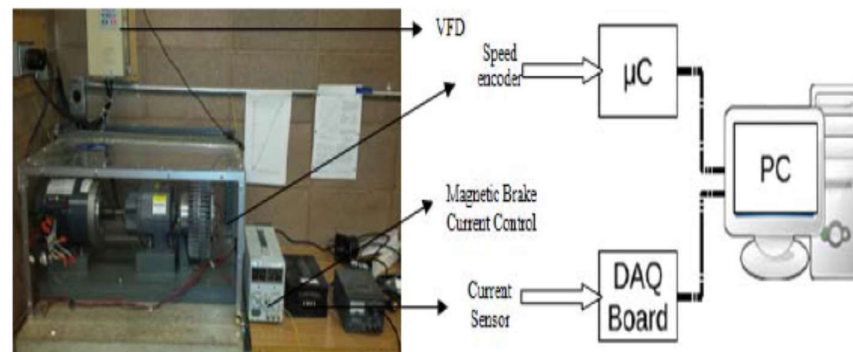 VFD
Speed
encoder
µC
PC
Magnetic Brake
Current Control
Current
Sensor
DAQ
Board